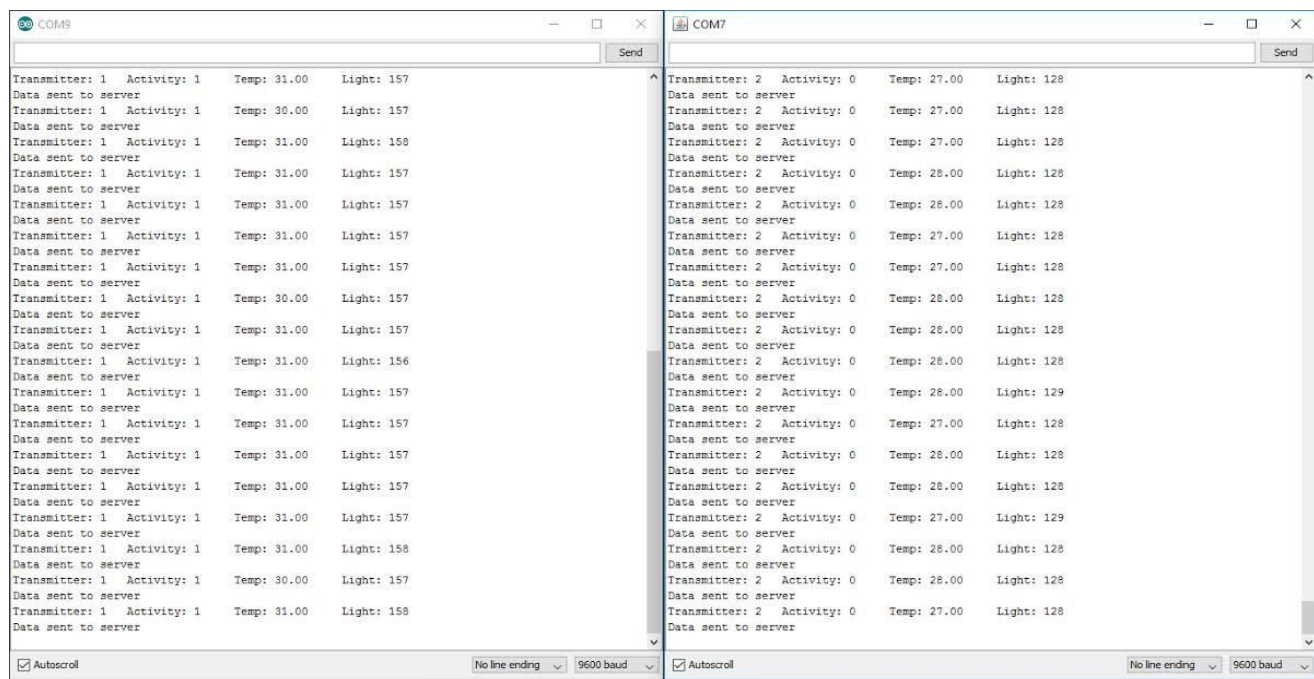 COM9
Send
Transmitter: 1 Activity: 1 Temp: 31.00 Light: 157
Data sent to server
Transmitter: 1 Activity: 1 Temp: 30.00 Light: 157
Data sent to server
Transmitter: 1 Activity: 1 Temp: 31.00 Light: 158
Data sent to server
Transmitter: 1 Activity: 1 Temp: 31.00 Light: 157
Data sent to server
Transmitter: 1 Activity: 1 Temp: 31.00 Light: 157
Data sent to server
Transmitter: 1 Activity: 1 Temp: 31.00 Light: 157
Data sent to server
Transmitter: 1 Activity: 1 Temp: 31.00 Light: 157
Data sent to server
Transmitter: 1 Activity: 1 Temp: 30.00 Light: 157
Data sent to server
Transmitter: 1 Activity: 1 Temp: 31.00 Light: 157
Data sent to server
Transmitter: 1 Activity: 1 Temp: 31.00 Light: 156
Data sent to server
Transmitter: 1 Activity: 1 Temp: 31.00 Light: 157
Data sent to server
Transmitter: 1 Activity: 1 Temp: 31.00 Light: 157
Data sent to server
Transmitter: 1 Activity: 1 Temp: 31.00 Light: 157
Data sent to server
Transmitter: 1 Activity: 1 Temp: 31.00 Light: 157
Data sent to server
Transmitter: 1 Activity: 1 Temp: 31.00 Light: 157
Data sent to server
Transmitter: 1 Activity: 1 Temp: 31.00 Light: 158
Data sent to server
Transmitter: 1 Activity: 1 Temp: 30.00 Light: 157
Data sent to server
Transmitter: 1 Activity: 1 Temp: 31.00 Light: 158
Data sent to server
Autoscroll
No line ending
9600 baud
COM7
Send
Transmitter: 2 Activity: 0 Temp: 27.00 Light: 128
Data sent to server
Transmitter: 2 Activity: 0 Temp: 27.00 Light: 128
Data sent to server
Transmitter: 2 Activity: 0 Temp: 27.00 Light: 128
Data sent to server
Transmitter: 2 Activity: 0 Temp: 28.00 Light: 128
Data sent to server
Transmitter: 2 Activity: 0 Temp: 28.00 Light: 128
Data sent to server
Transmitter: 2 Activity: 0 Temp: 27.00 Light: 128
Data sent to server
Transmitter: 2 Activity: 0 Temp: 27.00 Light: 128
Data sent to server
Transmitter: 2 Activity: 0 Temp: 28.00 Light: 128
Data sent to server
Transmitter: 2 Activity: 0 Temp: 28.00 Light: 128
Data sent to server
Transmitter: 2 Activity: 0 Temp: 28.00 Light: 128
Data sent to server
Transmitter: 2 Activity: 0 Temp: 28.00 Light: 129
Data sent to server
Transmitter: 2 Activity: 0 Temp: 27.00 Light: 128
Data sent to server
Transmitter: 2 Activity: 0 Temp: 28.00 Light: 128
Data sent to server
Transmitter: 2 Activity: 0 Temp: 28.00 Light: 128
Data sent to server
Transmitter: 2 Activity: 0 Temp: 27.00 Light: 129
Data sent to server
Transmitter: 2 Activity: 0 Temp: 28.00 Light: 128
Data sent to server
Transmitter: 2 Activity: 0 Temp: 28.00 Light: 128
Data sent to server
Transmitter: 2 Activity: 0 Temp: 27.00 Light: 128
Data sent to server
Autoscroll
No line ending
9600 baud